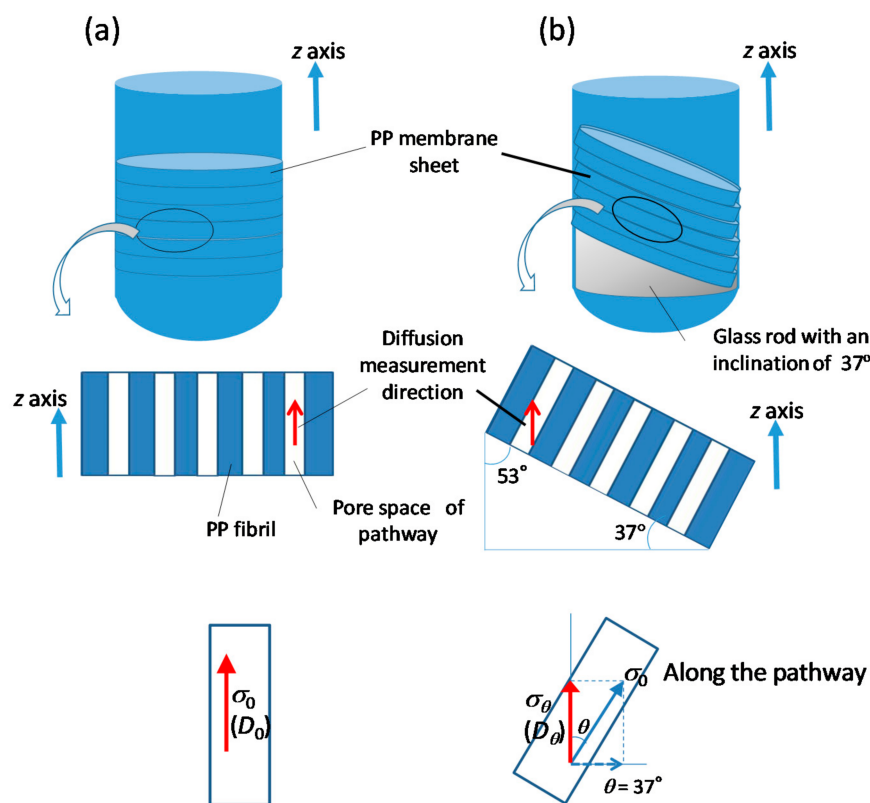 (a)
(b)
z axis
z axis
PP membrane
sheet
Glass rod with an
inclination of 37°
Diffusion
measurement
direction
z axis
z axis
53°
37°
PP fibril
Pore space of
pathway
σ0
(D0)
σθ
(Dθ)
θ
σ0
Along the pathway
θ = 37°